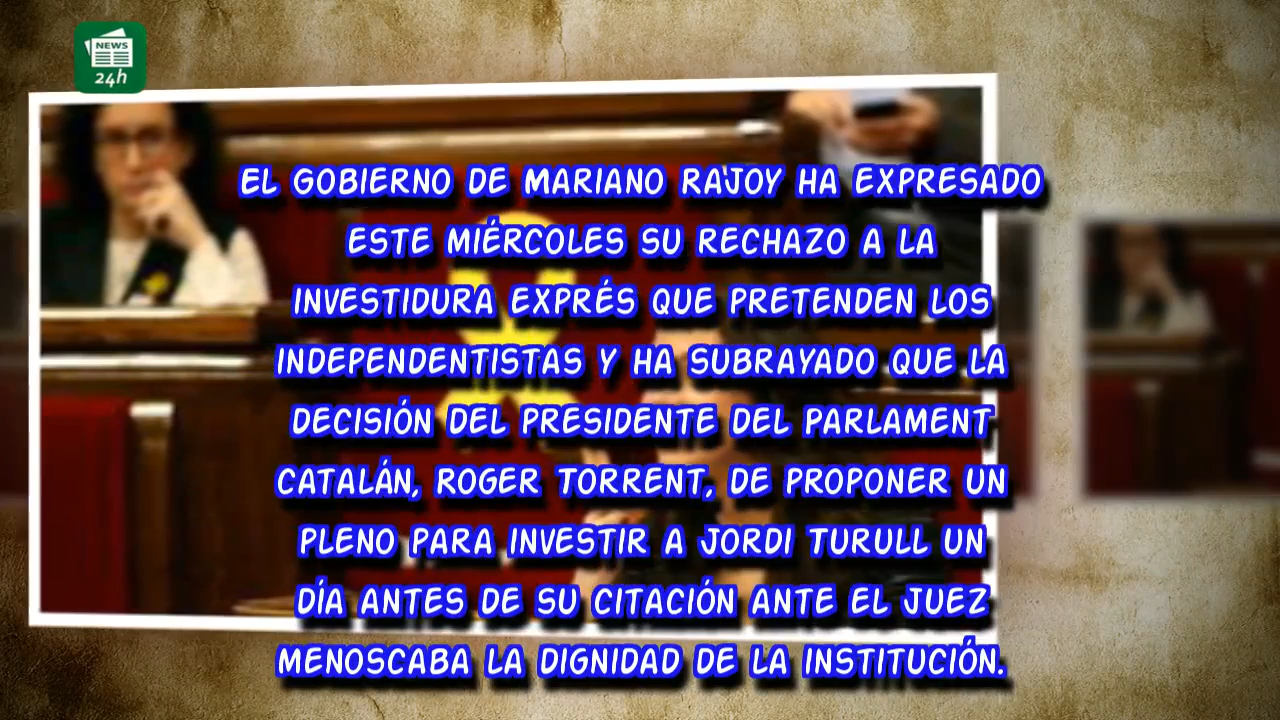 NEWS
24h
EL GOBIERNO DE MARIANO RAJOY HA EXPRESADO
ESTE MIÉRCOLES SU RECHAZO A LA
INVESTIDURA EXPRÉS QUE PRETENDEN LOS
INDEPENDENTISTAS Y HA SUBRAYADO QUE LA
DECISIÓN DEL PRESIDENTE DEL PARLAMENT
CATALÁN, ROGER TORRENT, DE PROPONER UN
PLENO PARA INVESTIR A JORDI TURULL UN
DÍA ANTES DE SU CITACIÓN ANTE EL JUEZ
MENOSCABA LA DIGNIDAD DE LA INSTITUCIÓN.